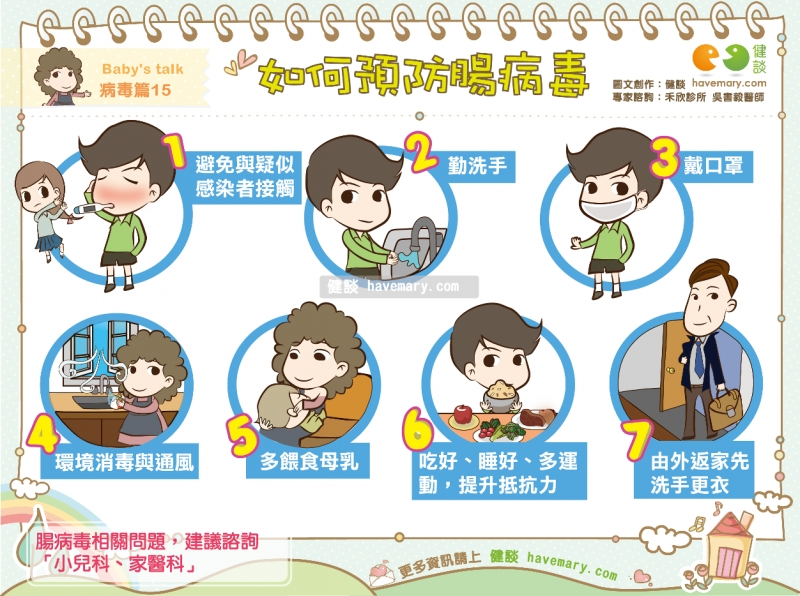 Baby's talk
病毒篇15
如何預防腸病毒
健談
圖文創作：健談 havemary.com
專家諮詢：禾欣診所 吳書毅醫師
1
避免與疑似
感染者接觸
2
勤洗手
3
戴口罩
健談 havemary.com
4
環境消毒與通風
5
多餵食母乳
6
吃好、睡好、多運
動，提升抵抗力
7
由外返家先
洗手更衣
腸病毒相關問題，建議諮詢
「小兒科、家醫科」
更多資訊請上 健談 havemary.com